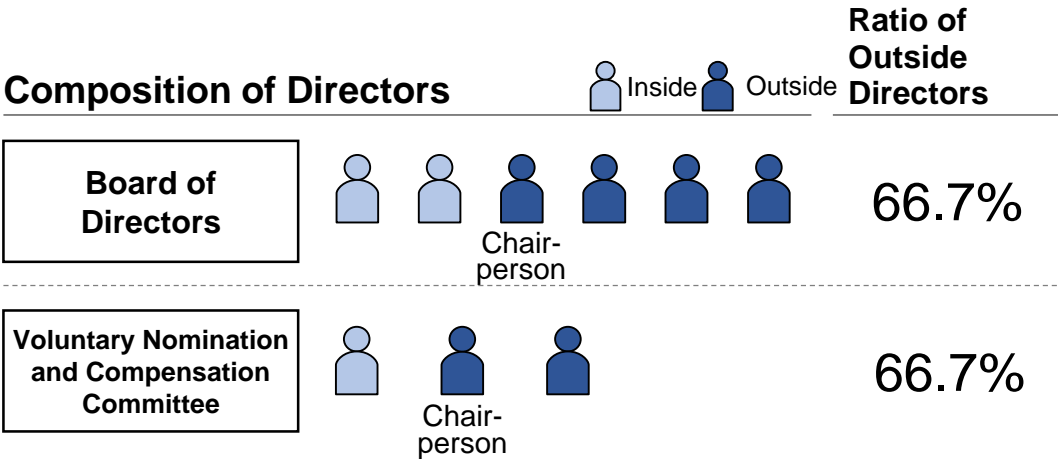 Composition of Directors
Inside
Outside
Ratio of
Outside
Directors
Board of
Directors
Chair-
person
66.7%
Voluntary Nomination
and Compensation
Committee
Chair-
person
66.7%